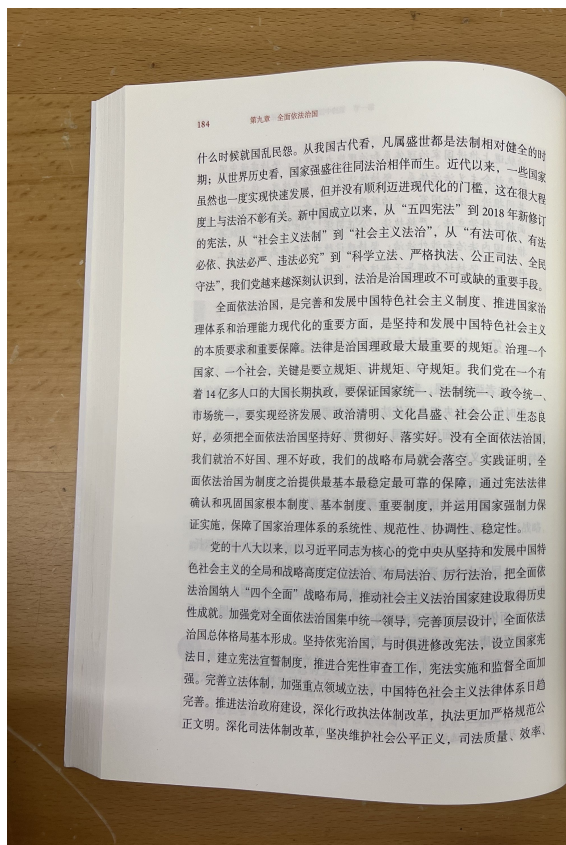 184 第九章 全面依法治国
什么时候就国乱民怨。从我国古代看，凡属盛世都是法制相对健全的时
期；从世界历史看，国家强盛往往同法治相伴而生。近代以来，一些国家
虽然也一度实现快速发展，但并没有顺利迈进现代化的门槛，这在很大程
度上与法治不彰有关。新中国成立以来，从“五四宪法”到 2018 年新修订
的宪法，从“社会主义法制”到“社会主义法治”，从“有法可依、有法
必依、执法必严、违法必究”到“科学立法、严格执法、公正司法、全民
守法”，我们党越来越深刻认识到，法治是治国理政不可或缺的重要手段。
全面依法治国，是完善和发展中国特色社会主义制度、推进国家治
理体系和治理能力现代化的重要方面，是坚持和发展中国特色社会主义
的本质要求和重要保障。法律是治国理政最大最重要的规矩。治理一个
国家、一个社会，关键是要立规矩、讲规矩、守规矩。我们党在一个有
着 14 亿多人口的大国长期执政，要保证国家统一、法制统一、政令统一、
市场统一，要实现经济发展、政治清明、文化昌盛、社会公正、生态良
好，必须把全面依法治国坚持好、贯彻好、落实好。没有全面依法治国，
我们就治不好国、理不好政，我们的战略布局就会落空。实践证明，全
面依法治国为制度之治提供最基本最稳定最可靠的保障，通过宪法法律
确认和巩固国家根本制度、基本制度、重要制度，并运用国家强制力保
证实施，保障了国家治理体系的系统性、规范性、协调性、稳定性。
党的十八大以来，以习近平同志为核心的党中央从坚持和发展中国特
色社会主义的全局和战略高度定位法治、布局法治、厉行法治，把全面依
法治国纳入“四个全面”战略布局，推动社会主义法治国家建设取得历史
性成就。加强党对全面依法治国集中统一领导，完善顶层设计，全面依法
治国总体格局基本形成。坚持依宪治国，与时俱进修改宪法，设立国家宪
法日，建立宪法宣誓制度，推进合宪性审查工作，宪法实施和监督全面加
强。完善立法体制，加强重点领域立法，中国特色社会主义法律体系日趋
完善。推进法治政府建设，深化行政执法体制改革，执法更加严格规范公
正文明。深化司法体制改革，坚决维护社会公平正义，司法质量、效率、